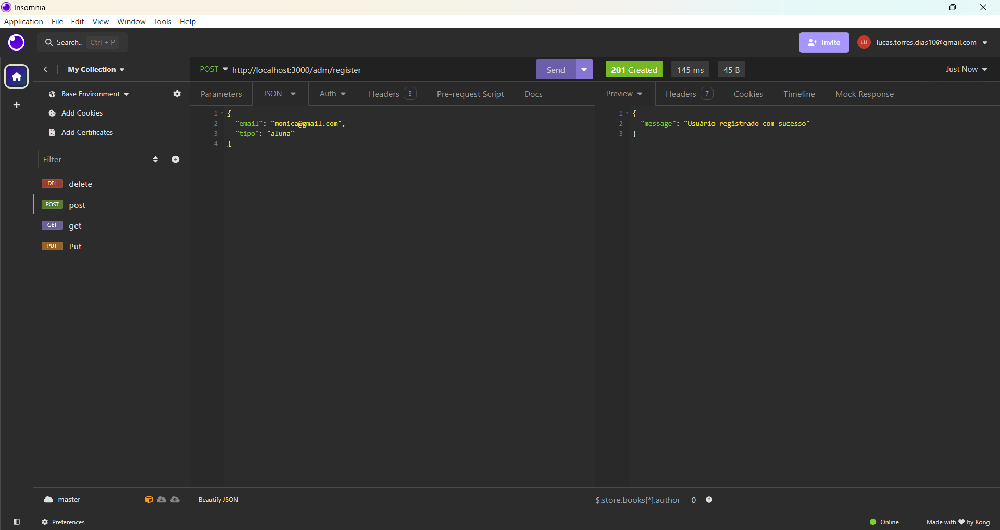 Insomnia
Application File Edit View Window Tools Help
Search.. Ctrl + P
Invite
LU lucas.torres.dias10@gmail.com
My Collection
POST http://localhost:3000/adm/register
Send
201 Created 145 ms 45 B
Just Now
Base Environment
Add Cookies
Add Certificates
Parameters JSON Auth Headers 3 Pre-request Script Docs
Preview Headers 7 Cookies Timeline Mock Response
1 {
2 "email": "monica@gmail.com",
3 "tipo": "aluna"
4 }
1 {
2 "message": "Usuário registrado com sucesso"
3 }
Filter
DEL delete
POST post
GET get
PUT Put
master
Beautify JSON
$.store.books[*].author 0 ?
Preferences
Online
Made with ❤ by Kong